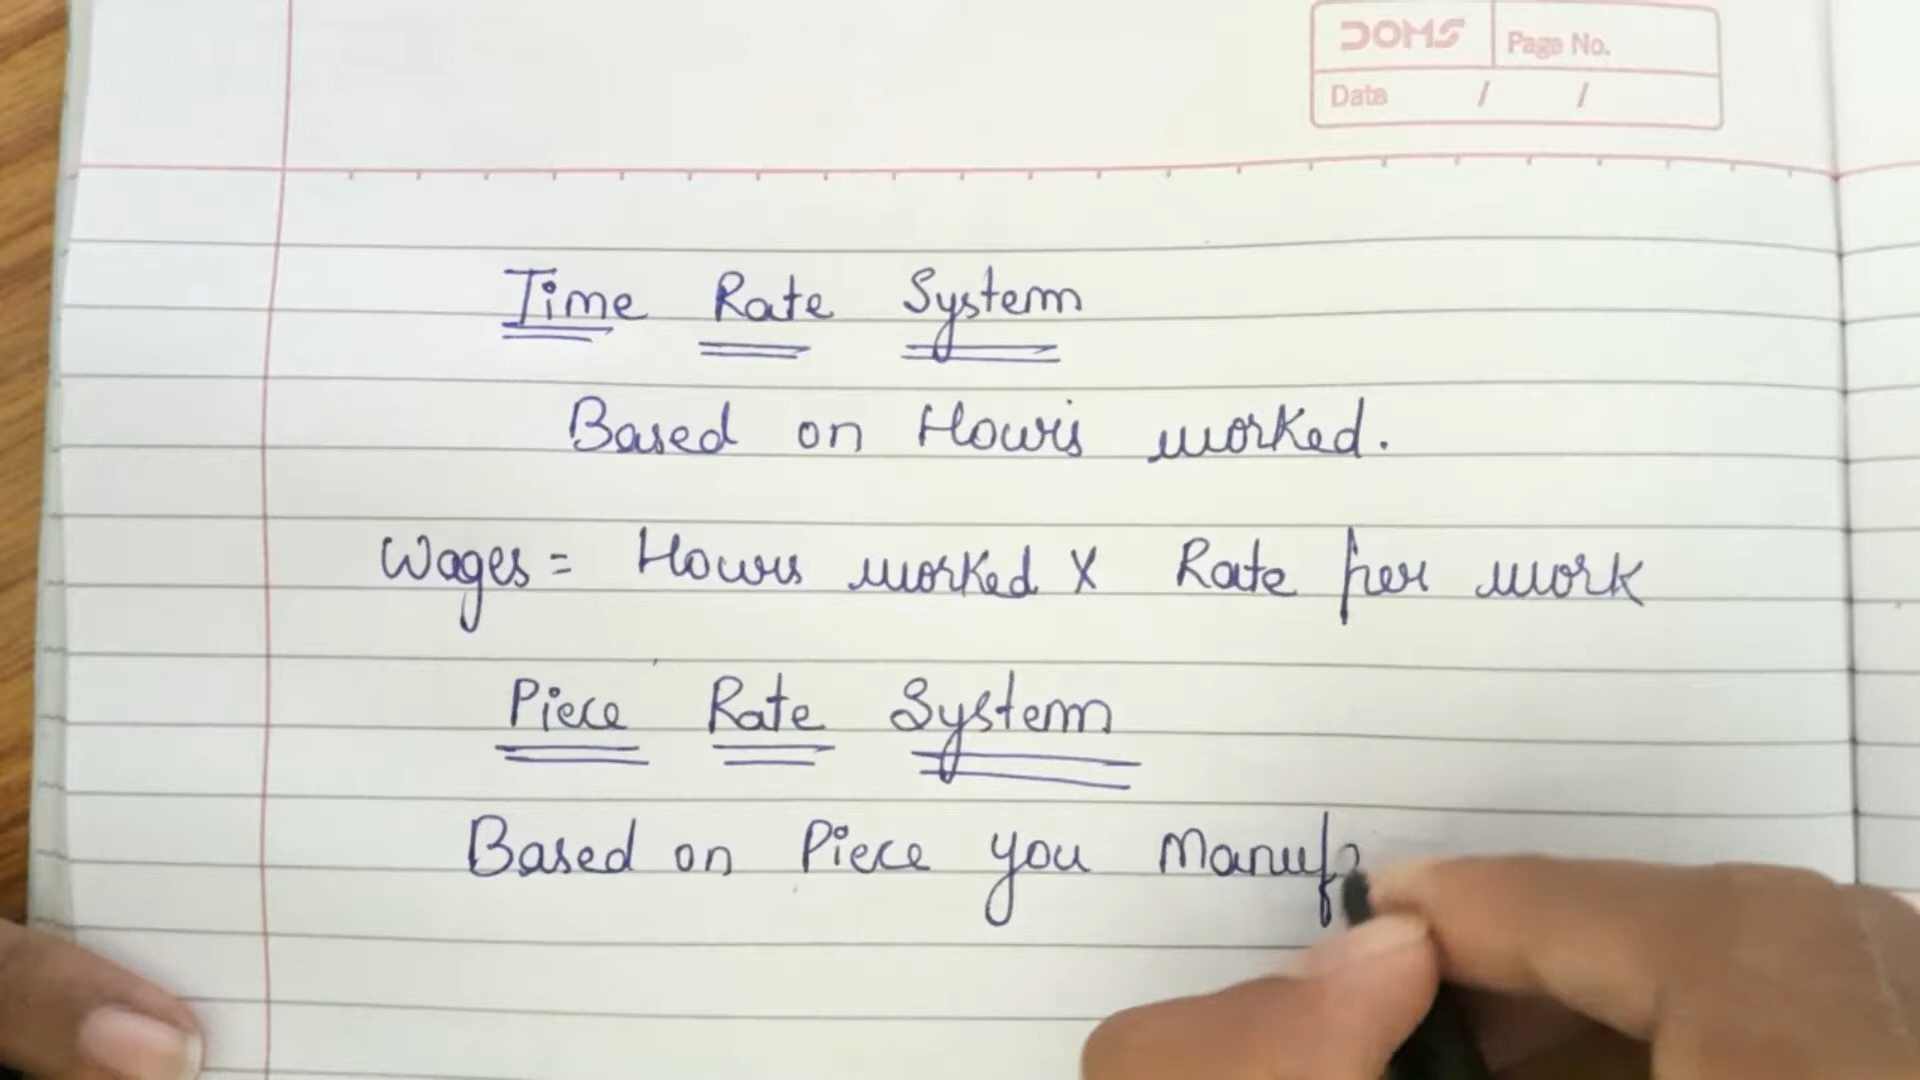 DOMS Page No.
Date / /
Time Rate System
Based on Hours worked.
Wages = Hours worked X Rate per work
Piece Rate System
Based on Piece you Manuf